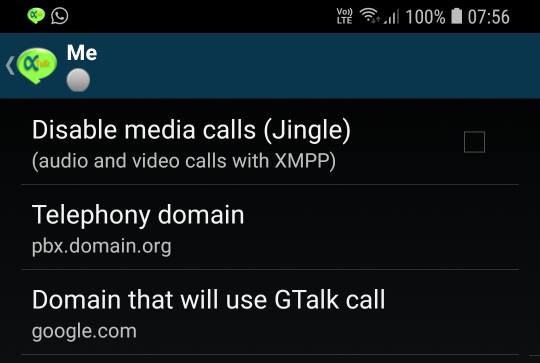 Vo)) LTE 100% 07:56
Me
Disable media calls (Jingle)
(audio and video calls with XMPP)
Telephony domain
pbx.domain.org
Domain that will use GTalk call
google.com